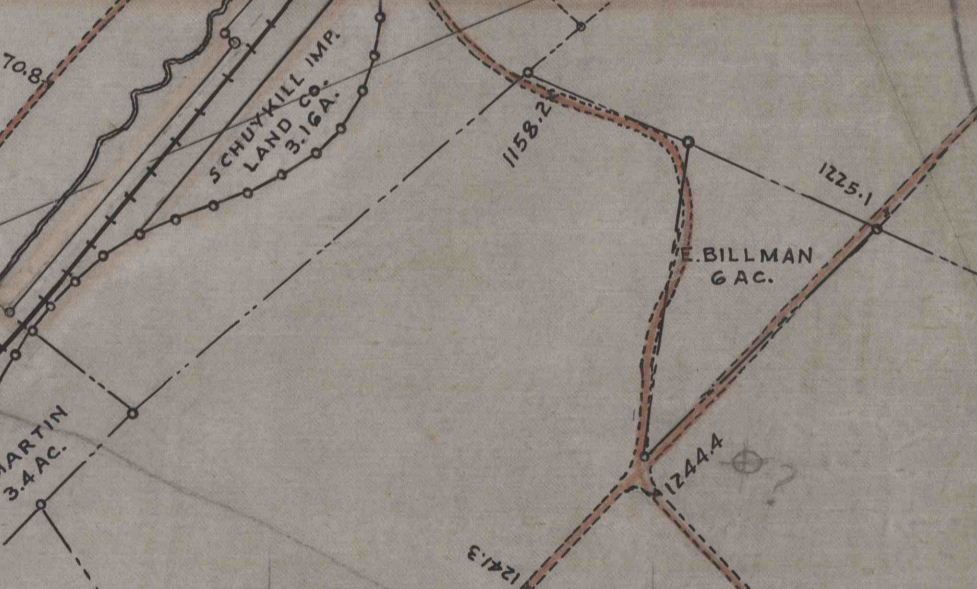 70.8
SCHUYKILL IMP.
LAND CO.
3.16 A.
1158.2
1225.1
E. BILLMAN
6 AC.
MARTIN
3.4 AC.
1244.4
?
1241.3